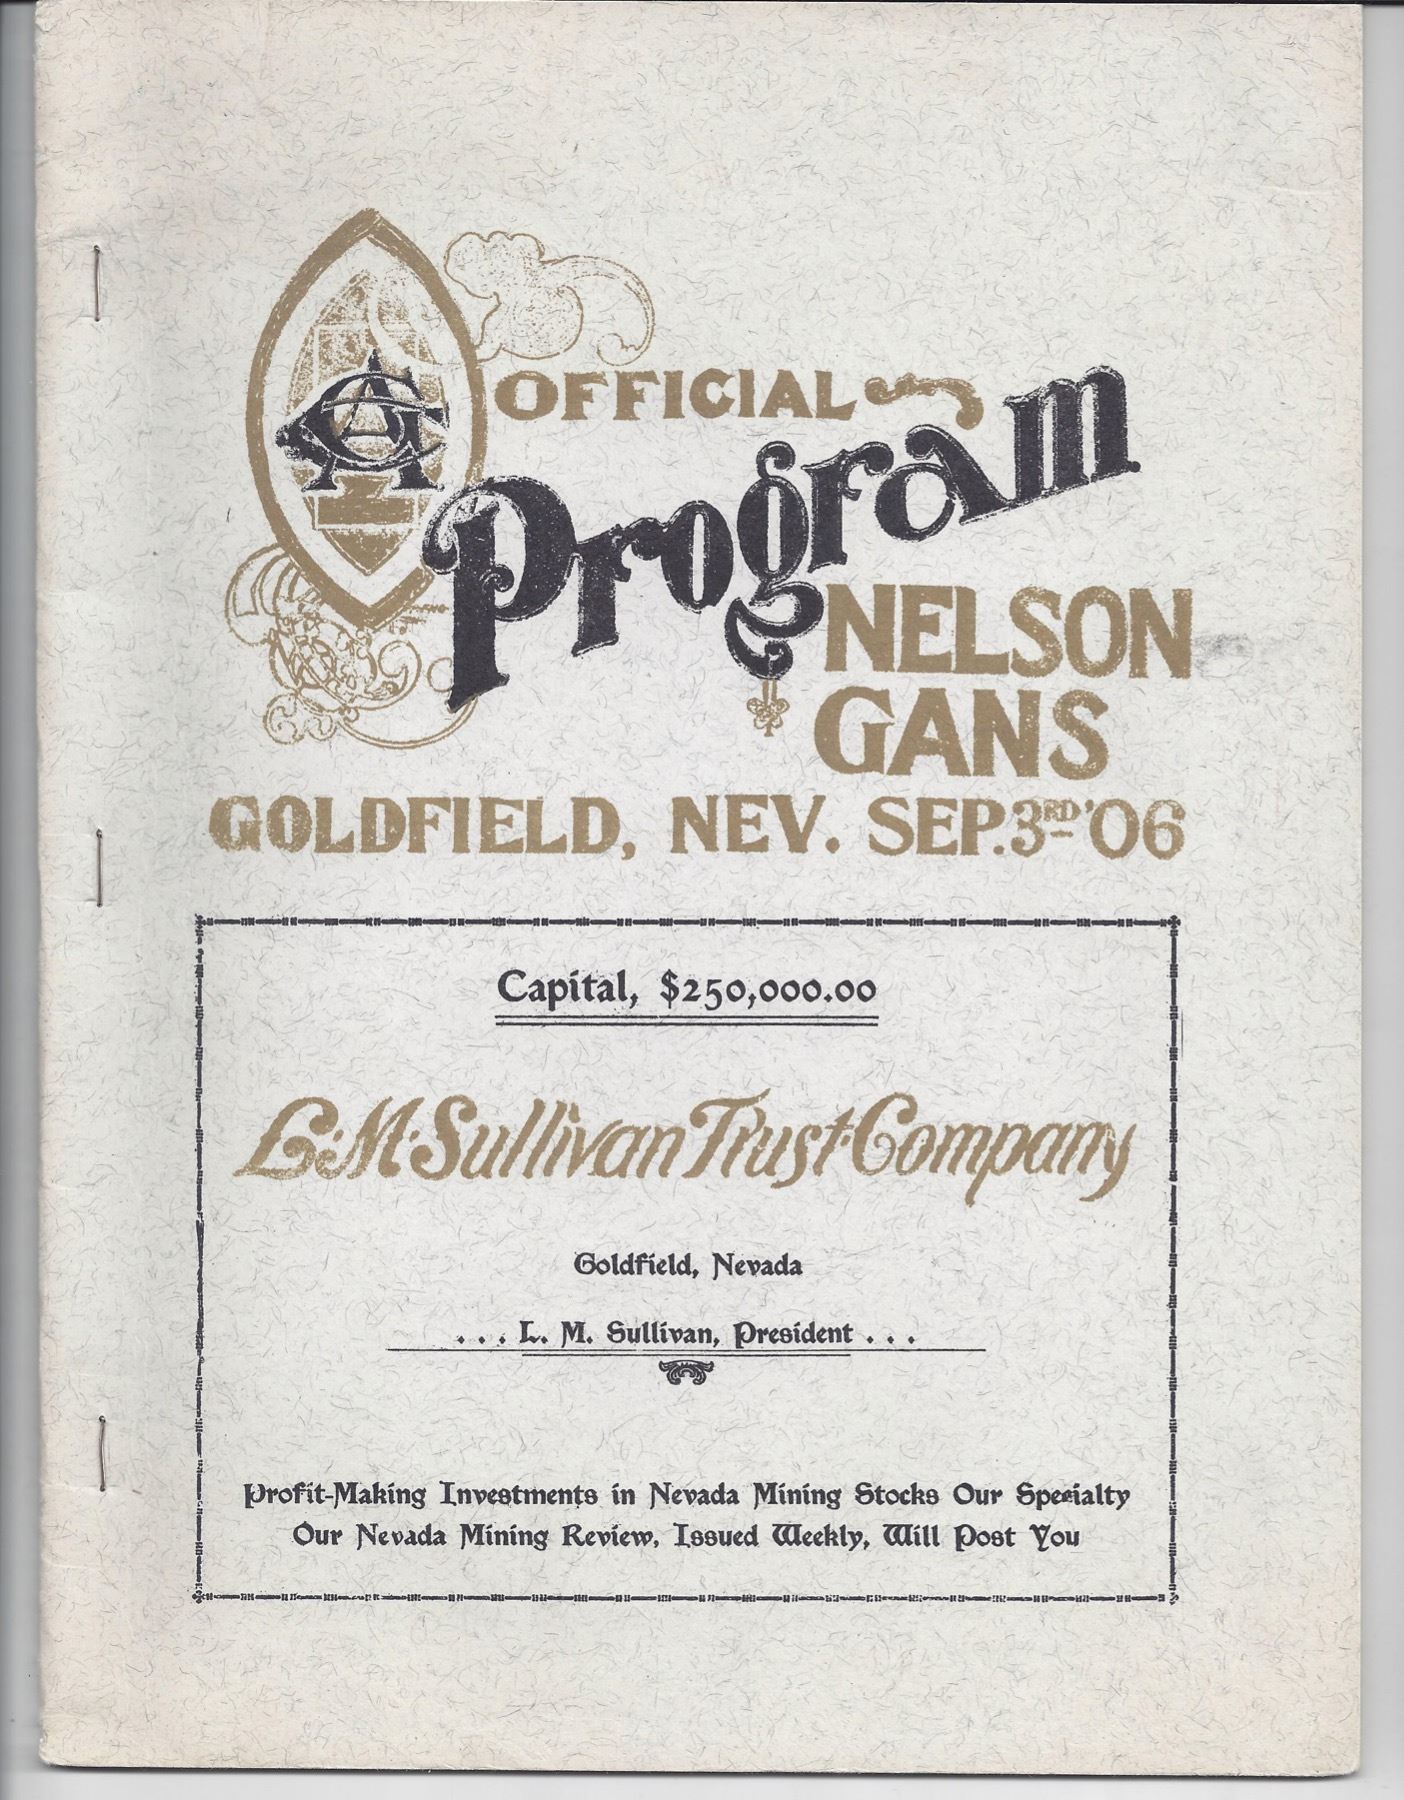 OFFICIAL
Program
NELSON
GANS
GOLDFIELD, NEV. SEP. 3RD '06
Capital, $250,000.00
L. M. Sullivan Trust Company
Goldfield, Nevada
. . . L. M. Sullivan, President . . .
Profit-Making Investments in Nevada Mining Stocks Our Specialty
Our Nevada Mining Review, Issued Weekly, Will Post You